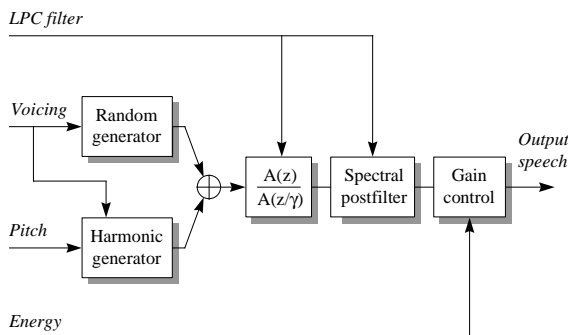 LPC filter
Voicing
Random
generator
Output
speech
A(z)
A(z/γ)
Spectral
postfilter
Gain
control
Pitch
Harmonic
generator
Energy